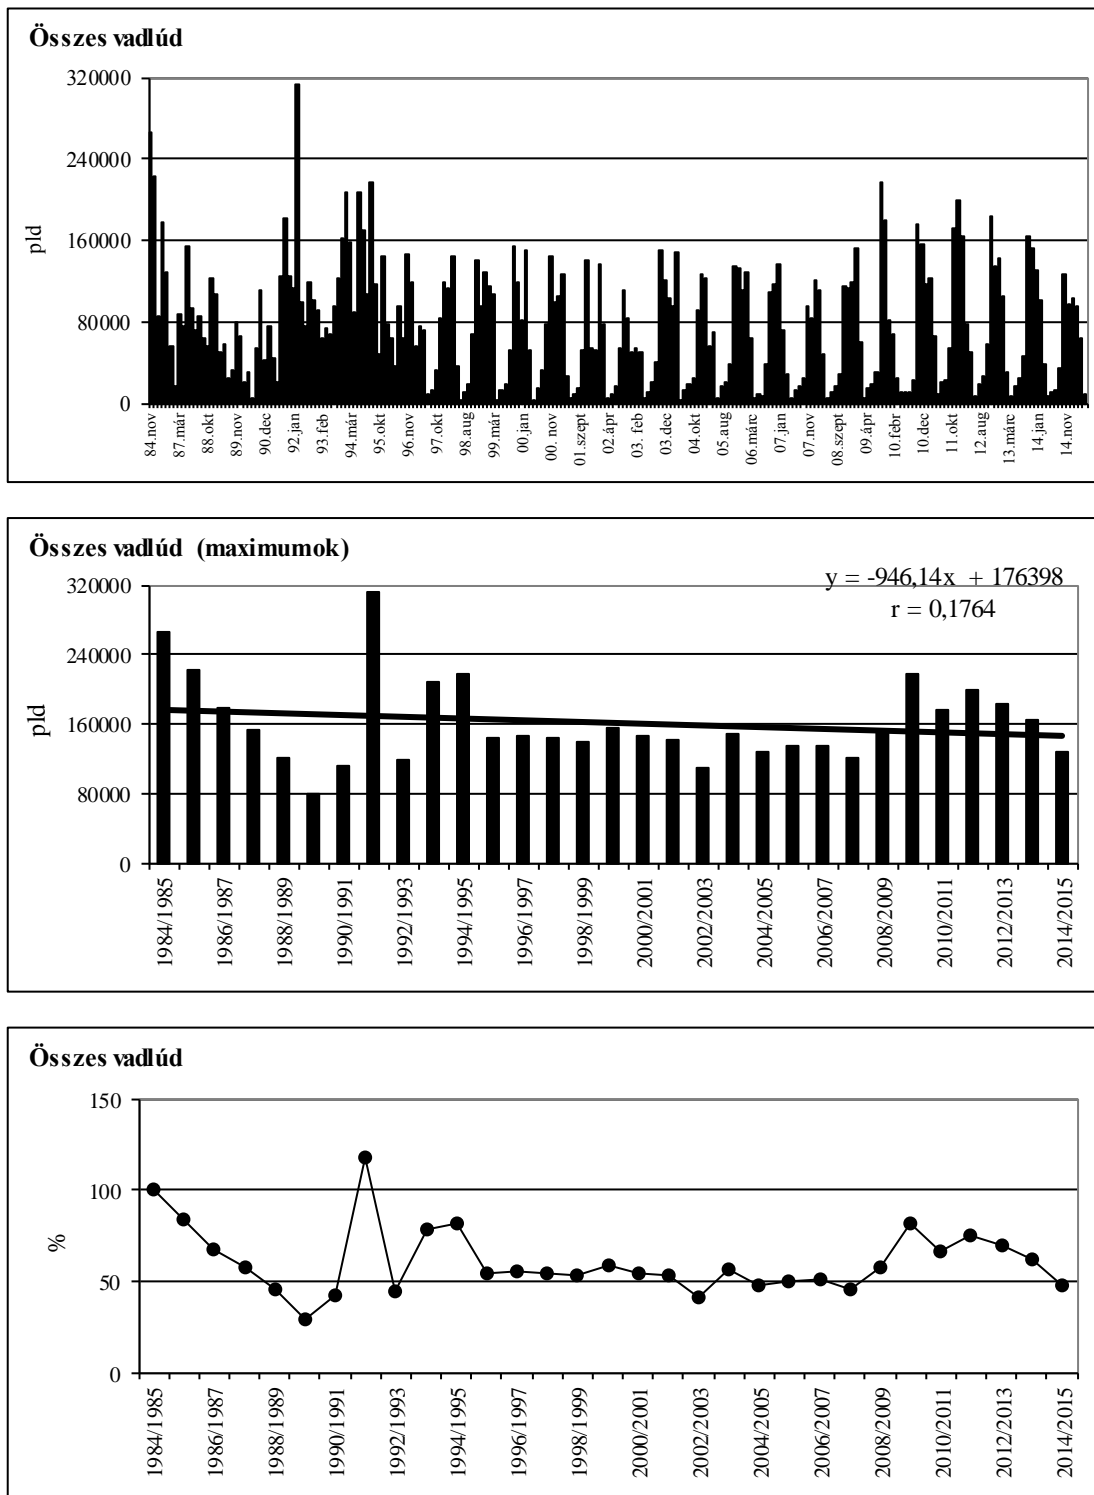 Összes vadlúd
320000
240000
160000
80000
0
pld
84.nov
87.már
88.okt
89.nov
90.dec
92.jan
93.feb
94.már
95.okt
96.nov
97.okt
98.aug
99.már
00.jan
00. nov
01.szept
02.ápr
03. feb
03.dec
04.okt
05.aug
06.márc
07.jan
07.nov
08.szept
09.ápr
10.febr
10.dec
11.okt
12.aug
13.márc
14.jan
14.nov
Összes vadlúd (maximumok)
y = -946,14x + 176398
r = 0,1764
320000
240000
160000
80000
0
pld
1984/1985
1986/1987
1988/1989
1990/1991
1992/1993
1994/1995
1996/1997
1998/1999
2000/2001
2002/2003
2004/2005
2006/2007
2008/2009
2010/2011
2012/2013
2014/2015
Összes vadlúd
150
100
50
0
%
1984/1985
1986/1987
1988/1989
1990/1991
1992/1993
1994/1995
1996/1997
1998/1999
2000/2001
2002/2003
2004/2005
2006/2007
2008/2009
2010/2011
2012/2013
2014/2015